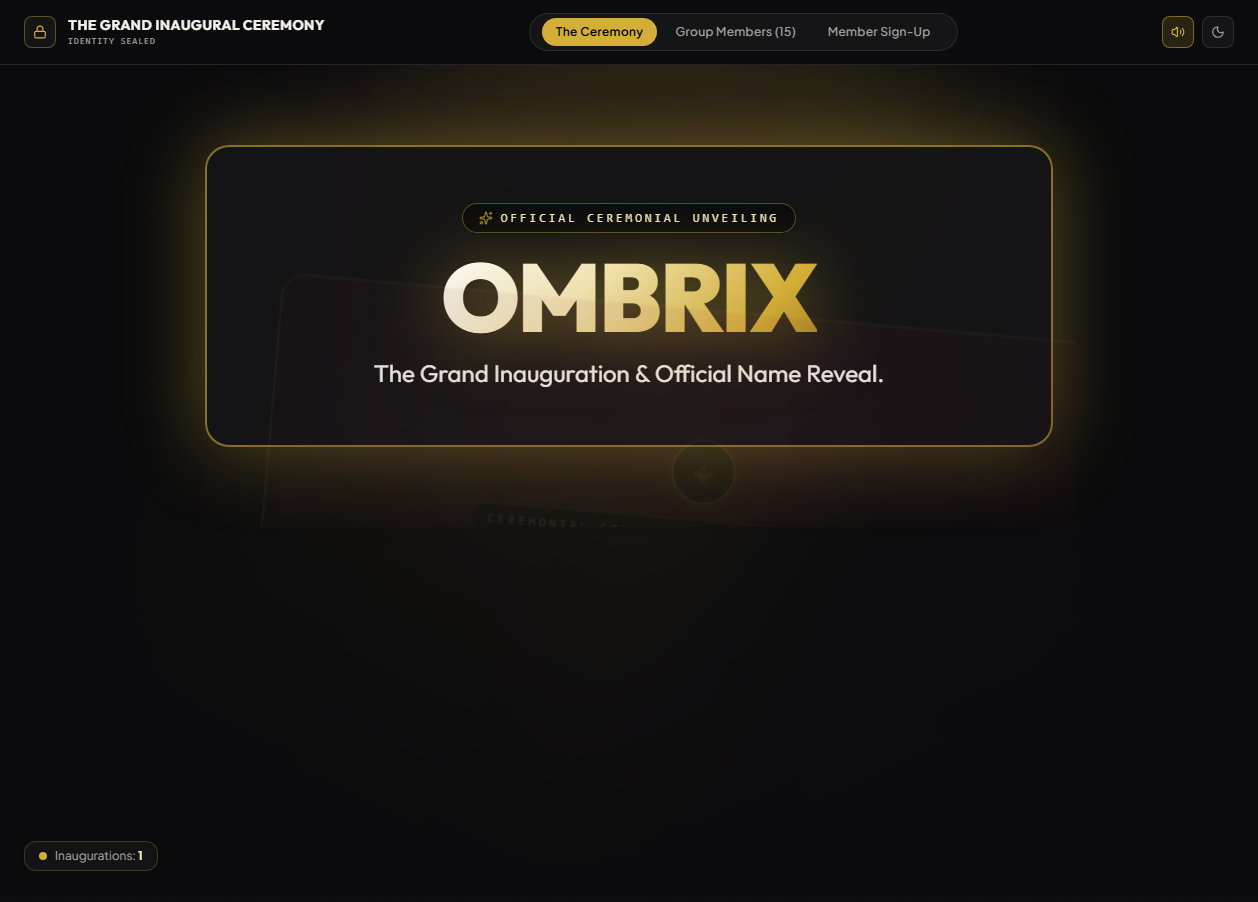 THE GRAND INAUGURAL CEREMONY
IDENTITY SEALED
The Ceremony
Group Members (15)
Member Sign-Up
OFFICIAL CEREMONIAL UNVEILING
OMBRIX
The Grand Inauguration & Official Name Reveal.
CEREMONIAL
Inaugurations: 1